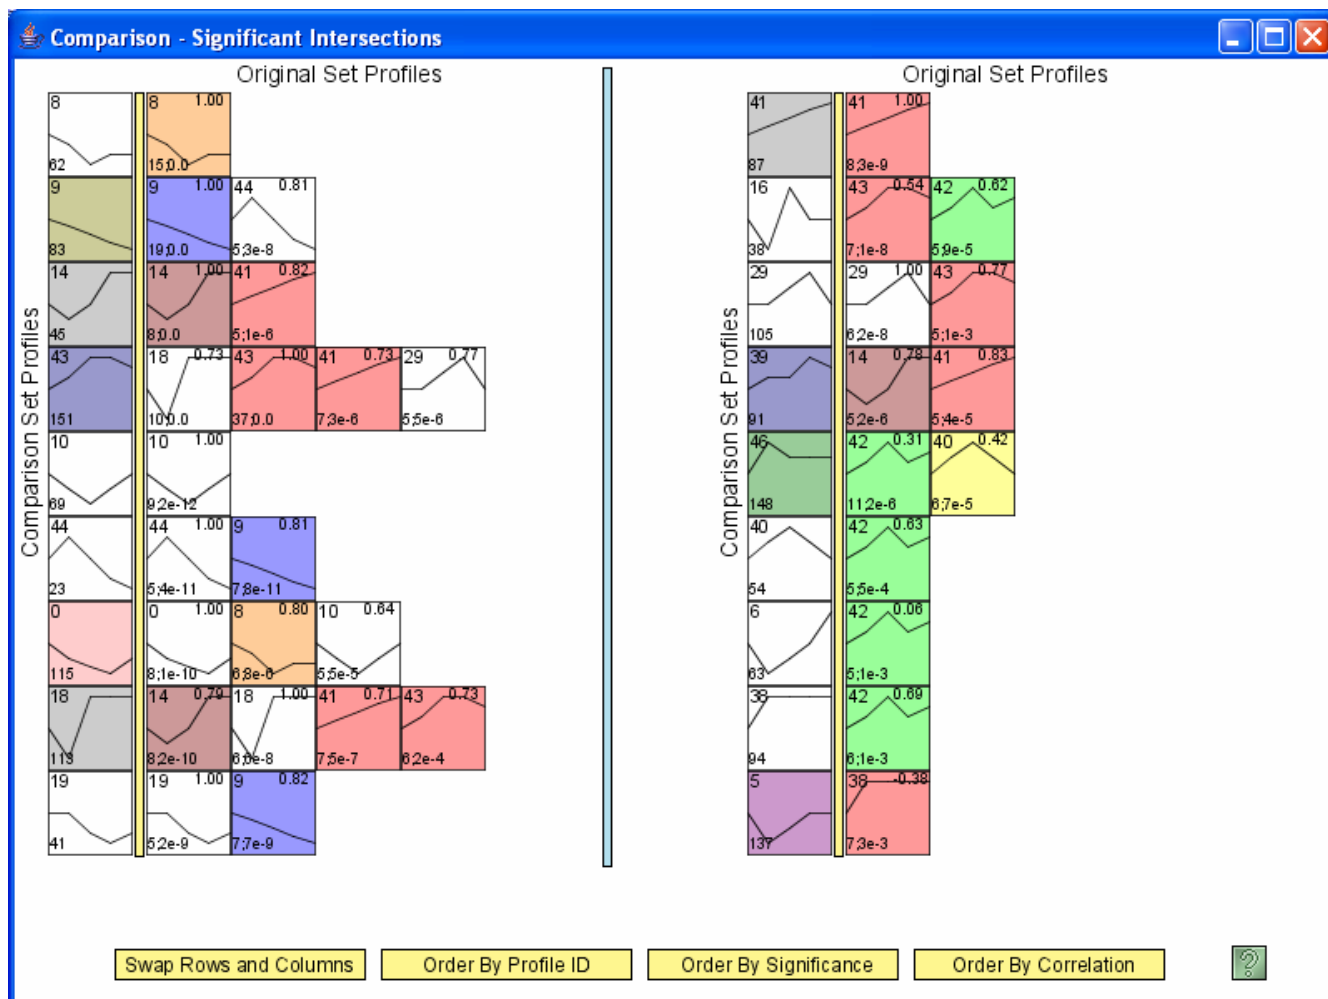 Comparison - Significant Intersections
Original Set Profiles
Comparison Set Profiles
8
62
8 1.00
15;0.0
9
83
9 1.00
19;0.0
44 0.81
5;3e-8
14
45
14 1.00
8;0.0
41 0.82
5;1e-6
43
151
18 0.73
10;0.0
43 1.00
37;0.0
41 0.73
7;3e-6
29 0.77
5;5e-6
10
69
10 1.00
9;2e-12
44
23
44 1.00
5;4e-11
9 0.81
7;8e-11
0
115
0 1.00
8;1e-10
8 0.80
6;8e-6
10 0.64
5;5e-5
18
113
14 0.79
8;2e-10
18 1.00
6;6e-8
41 0.71
7;5e-7
43 0.73
6;2e-4
19
41
19 1.00
5;2e-9
9 0.82
7;7e-9
Original Set Profiles
Comparison Set Profiles
41
87
41 1.00
8;3e-9
16
38
43 0.54
7;1e-8
42 0.62
5;9e-5
29
105
29 1.00
6;2e-8
43 0.77
5;1e-3
39
91
14 0.78
5;2e-6
41 0.83
5;4e-5
46
148
42 0.31
11;2e-6
40 0.42
6;7e-5
40
54
42 0.63
5;5e-4
6
63
42 0.06
5;1e-3
38
94
42 0.69
6;1e-3
5
137
38 -0.38
7;3e-3
Swap Rows and Columns
Order By Profile ID
Order By Significance
Order By Correlation
?